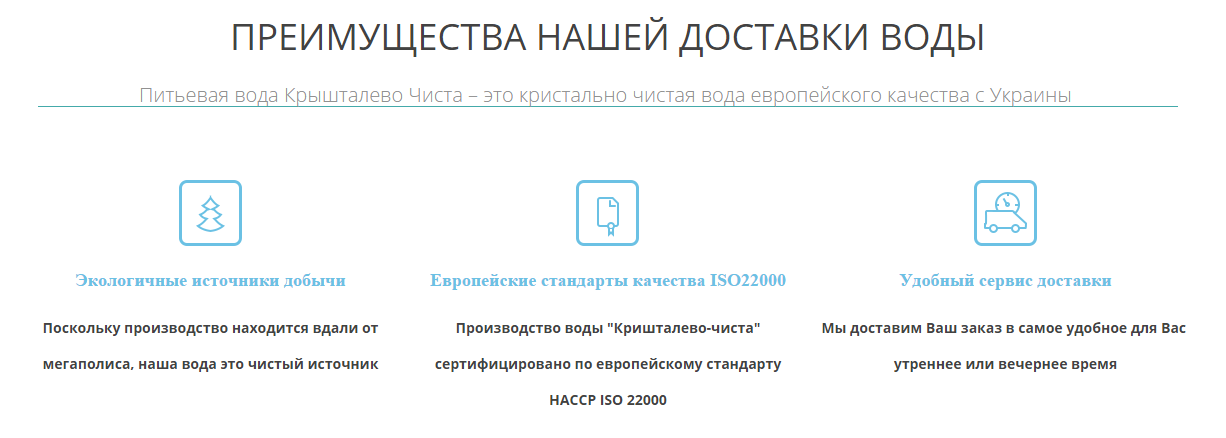 ПРЕИМУЩЕСТВА НАШЕЙ ДОСТАВКИ ВОДЫ
Питьевая вода Крышталево Чиста – это кристально чистая вода европейского качества с Украины
Экологичные источники добычи
Поскольку производство находится вдали от
мегаполиса, наша вода это чистый источник
Европейские стандарты качества ISO22000
Производство воды "Кришталево-чиста"
сертифицировано по европейскому стандарту
HACCP ISO 22000
Удобный сервис доставки
Мы доставим Ваш заказ в самое удобное для Вас
утреннее или вечернее время